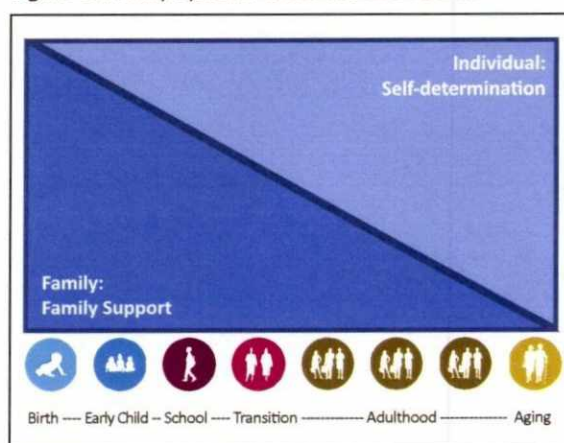 Individual:
Self-determination
Family:
Family Support
Birth ---- Early Child -- School ---- Transition ------------- Adulthood -------------- Aging